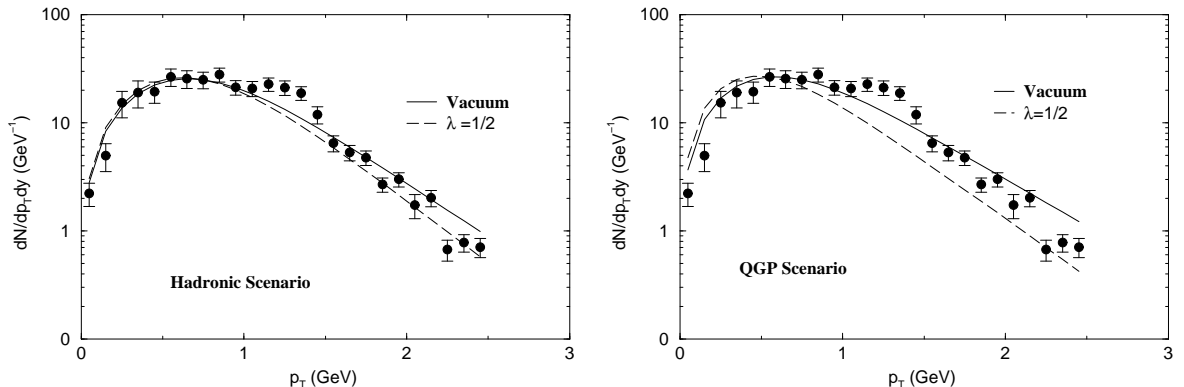 100
10
1
0
dN/dp_T dy (GeV⁻¹)
Vacuum
λ =1/2
Hadronic Scenario
0
1
2
3
p_T (GeV)
100
10
1
0
dN/dp_T dy (GeV⁻¹)
Vacuum
λ =1/2
QGP Scenario
0
1
2
3
p_T (GeV)